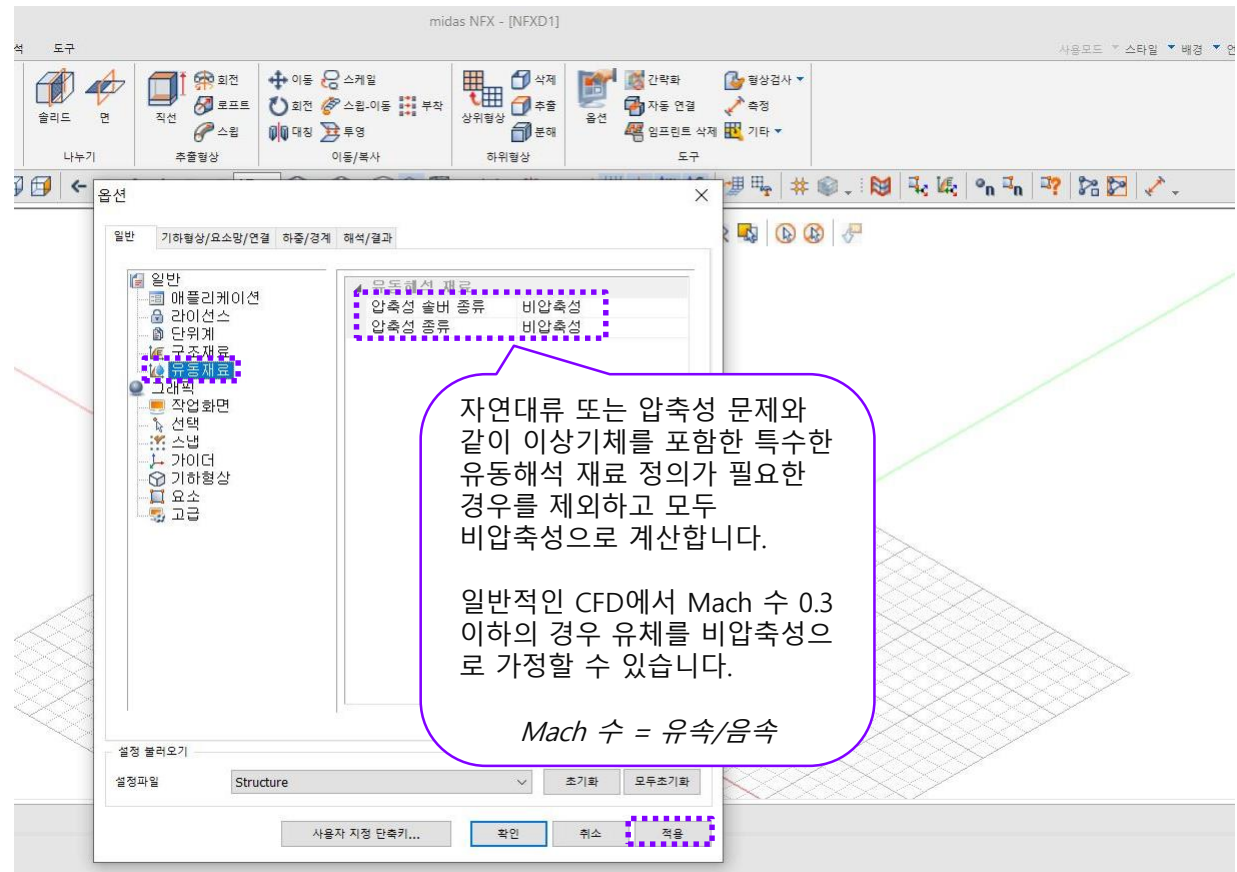 midas NFX - [NFXD1]
석 도구
사용모드 스타일 배경 언
솔리드 면
나누기
직선 회전
로프트
스윕
추출형상
이동 스케일
회전 스윕-이동 부착
대칭 투영
이동/복사
상위형상 삭제
추출
분해
하위형상
옵션 간략화 형상검사
자동 연결 측정
임프린트 삭제 기타
도구
옵션
일반 기하형상/요소망/연결 하중/경계 해석/결과
일반
애플리케이션
라이선스
단위계
구조재료
유동재료
그래픽
작업화면
선택
스냅
가이더
기하형상
요소
고급
유동해석 재료
압축성 솔버 종류 비압축성
압축성 종류 비압축성
자연대류 또는 압축성 문제와
같이 이상기체를 포함한 특수한
유동해석 재료 정의가 필요한
경우를 제외하고 모두
비압축성으로 계산합니다.
일반적인 CFD에서 Mach 수 0.3
이하의 경우 유체를 비압축성으
로 가정할 수 있습니다.
Mach 수 = 유속/음속
설정 불러오기
설정파일 Structure 초기화 모두초기화
사용자 지정 단축키... 확인 취소 적용